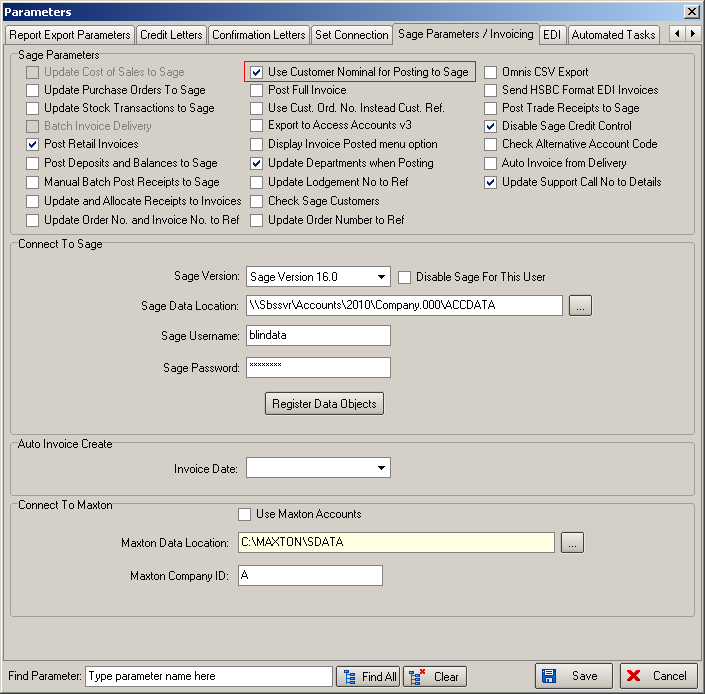 Parameters
Report Export Parameters Credit Letters Confirmation Letters Set Connection Sage Parameters / Invoicing EDI Automated Tasks
Sage Parameters
Update Cost of Sales to Sage Use Customer Nominal for Posting to Sage Omnis CSV Export
Update Purchase Orders To Sage Post Full Invoice Send HSBC Format EDI Invoices
Update Stock Transactions to Sage Use Cust. Ord. No. Instead Cust. Ref. Post Trade Receipts to Sage
Batch Invoice Delivery Export to Access Accounts v3 Disable Sage Credit Control
Post Retail Invoices Display Invoice Posted menu option Check Alternative Account Code
Post Deposits and Balances to Sage Update Departments when Posting Auto Invoice from Delivery
Manual Batch Post Receipts to Sage Update Lodgement No to Ref Update Support Call No to Details
Update and Allocate Receipts to Invoices Check Sage Customers
Update Order No. and Invoice No. to Ref Update Order Number to Ref
Connect To Sage
Sage Version: Sage Version 16.0 Disable Sage For This User
Sage Data Location: \\Sbssvr\Accounts\2010\Company.000\ACCDATA ...
Sage Username: blindata
Sage Password: ********
Register Data Objects
Auto Invoice Create
Invoice Date:
Connect To Maxton
Use Maxton Accounts
Maxton Data Location: C:\MAXTON\SDATA ...
Maxton Company ID: A
Find Parameter: Type parameter name here Find All Clear Save Cancel